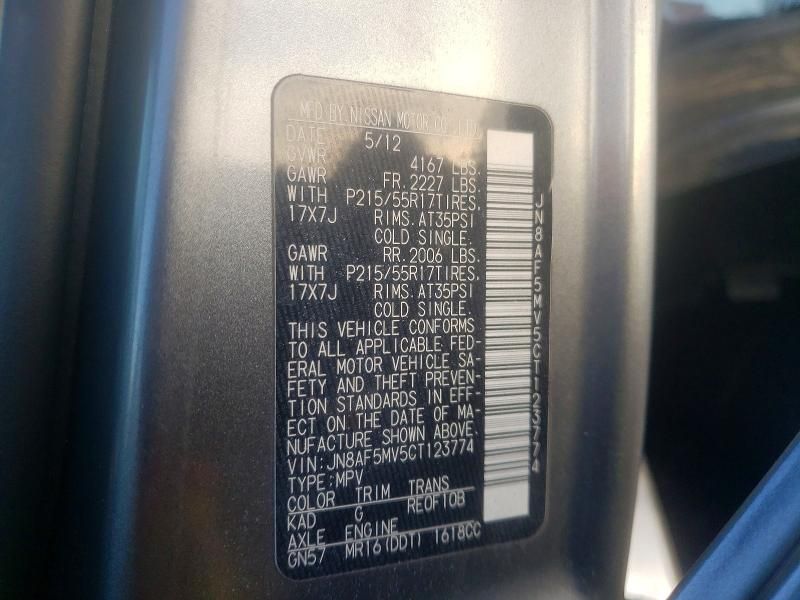 MFD BY NISSAN MOTOR CO., LTD.
DATE 5/12
GVWR 4167 LBS.
GAWR FR. 2227 LBS.
WITH P215/55R17TIRES,
17X7J RIMS. AT35PSI
COLD SINGLE.
GAWR RR. 2006 LBS.
WITH P215/55R17TIRES,
17X7J RIMS. AT35PSI
COLD SINGLE.
THIS VEHICLE CONFORMS
TO ALL APPLICABLE FED-
ERAL MOTOR VEHICLE SA-
FETY AND THEFT PREVEN-
TION STANDARDS IN EFF-
ECT ON THE DATE OF MA-
NUFACTURE SHOWN ABOVE.
VIN:JN8AF5MV5CT123774
TYPE:MPV
COLOR TRIM TRANS
KAD G RE0F10B
AXLE ENGINE
GN57 MR16(DDT) 1618CC
JN8AF5MV5CT123774